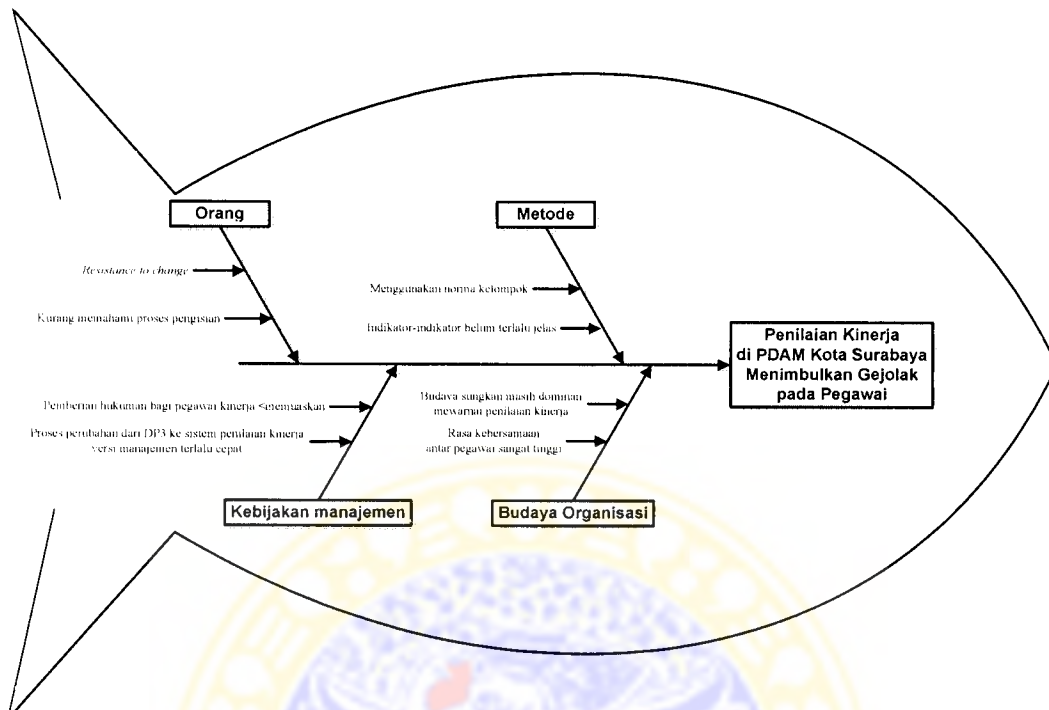 Orang
Metode
Resistance to change
Menggunakan norma kelompok
Kurang memahami proses pengisian
Indikator-indikator belum terlalu jelas
Penilaian Kinerja
di PDAM Kota Surabaya
Menimbulkan Gejolak
pada Pegawai
Pemberian hukuman bagi pegawai kinerja <memuaskan
Proses perubahan dari DP3 ke sistem penilaian kinerja
versi manajemen terlalu cepat
Budaya sungkan masih dominan
mewarnai penilaian kinerja
Rasa kebersamaan
antar pegawai sangat tinggi
Kebijakan manajemen
Budaya Organisasi